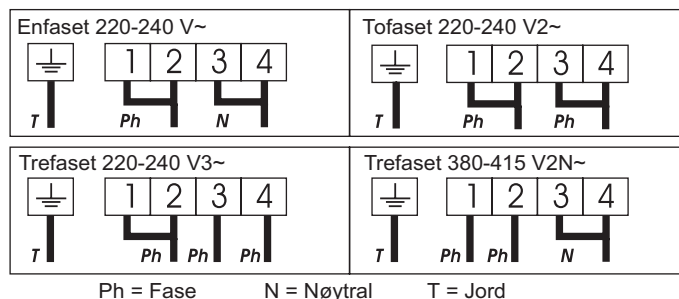 Enfaset 220-240 V~
1 2 3 4
T Ph N
Tofaset 220-240 V2~
1 2 3 4
T Ph Ph
Trefaset 220-240 V3~
1 2 3 4
T Ph Ph Ph
Trefaset 380-415 V2N~
1 2 3 4
T Ph Ph N
Ph = Fase N = Nøytral T = Jord